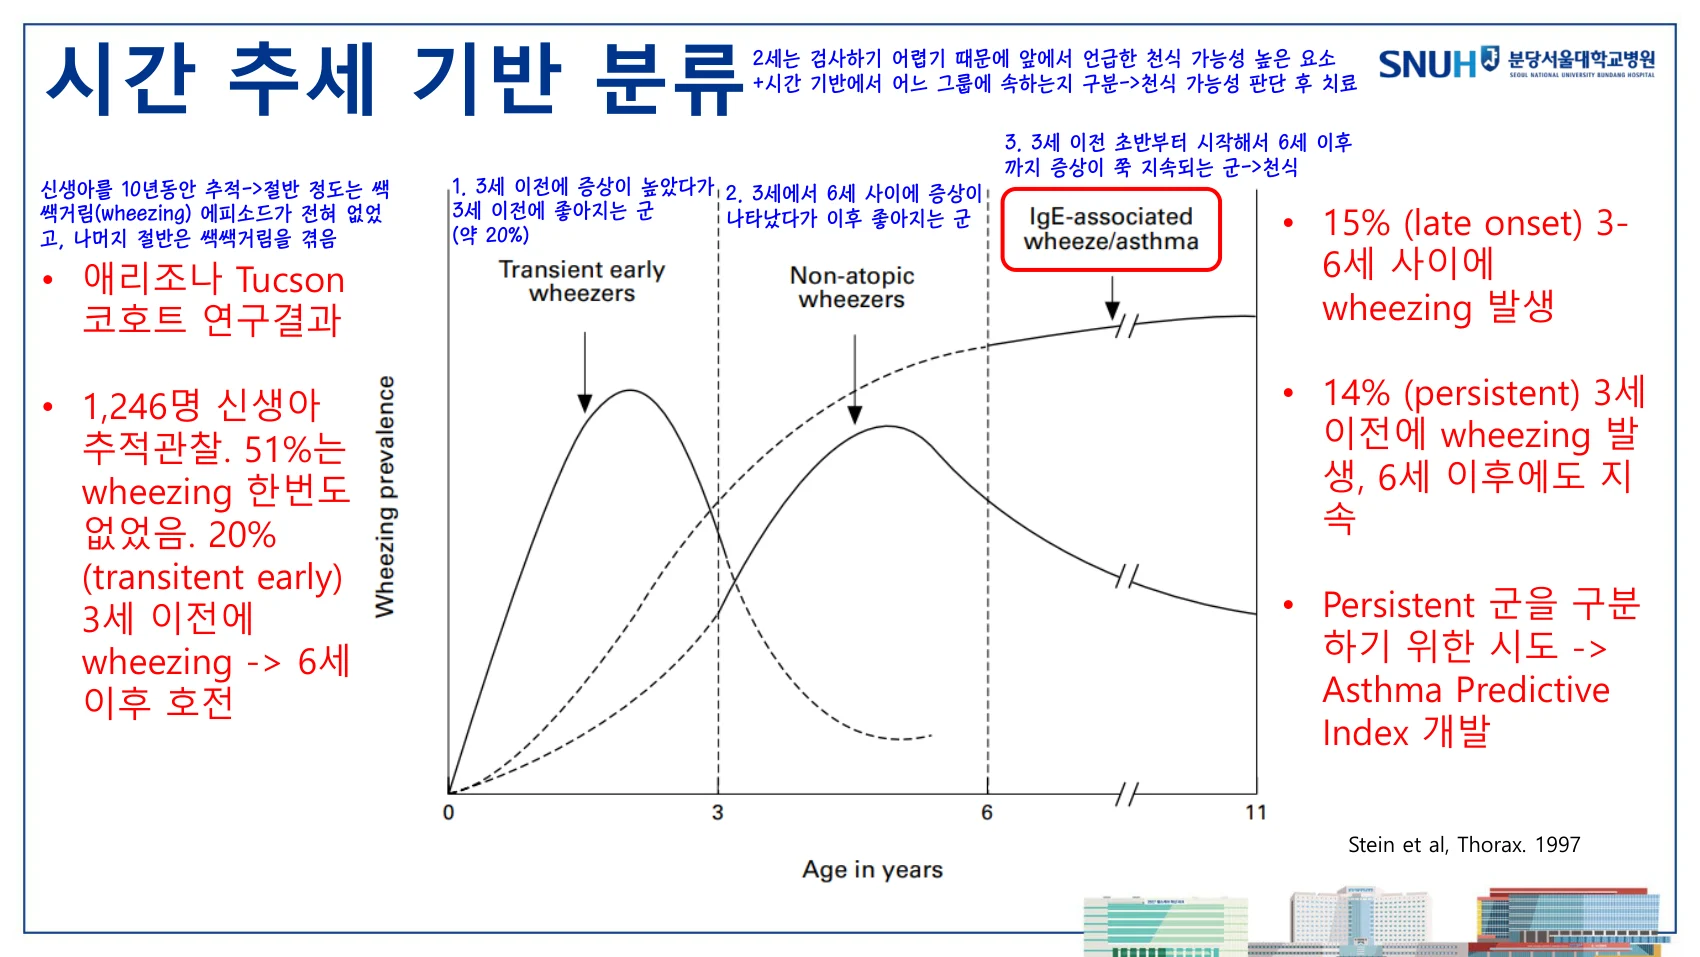 시간 추세 기반 분류
2세는 검사하기 어렵기 때문에 앞에서 언급한 천식 가능성 높은 요소
+시간 기반에서 어느 그룹에 속하는지 구분->천식 가능성 판단 후 치료
SNUH 분당서울대학교병원
SEOUL NATIONAL UNIVERSITY BUNDANG HOSPITAL
신생아를 10년동안 추적->절반 정도는 쌕
쌕거림(wheezing) 에피소드가 전혀 없었
고, 나머지 절반은 쌕쌕거림을 겪음
• 애리조나 Tucson
코호트 연구결과
• 1,246명 신생아
추적관찰. 51%는
wheezing 한번도
없었음. 20%
(transitent early)
3세 이전에
wheezing -> 6세
이후 호전
1. 3세 이전에 증상이 높았다가
3세 이전에 좋아지는 군
(약 20%)
Transient early
wheezers
2. 3세에서 6세 사이에 증상이
나타났다가 이후 좋아지는 군
Non-atopic
wheezers
3. 3세 이전 초반부터 시작해서 6세 이후
까지 증상이 쭉 지속되는 군->천식
IgE-associated
wheeze/asthma
Wheezing prevalence
0 3 6 11
Age in years
• 15% (late onset) 3-
6세 사이에
wheezing 발생
• 14% (persistent) 3세
이전에 wheezing 발
생, 6세 이후에도 지
속
• Persistent 군을 구분
하기 위한 시도 ->
Asthma Predictive
Index 개발
Stein et al, Thorax. 1997